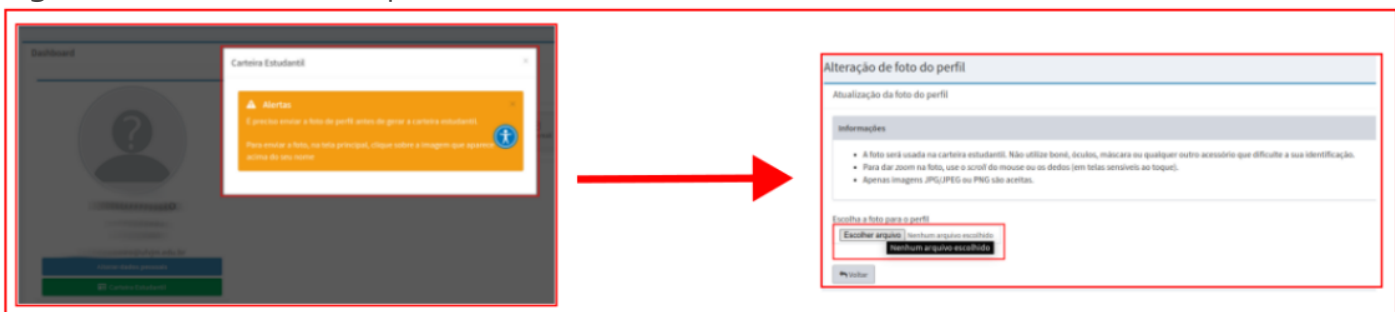 Dashboard
Carteira Estudantil
×
Alertas
×
É preciso enviar a foto do perfil antes de gerar a carteira estudantil.
Para enviar a foto, na tela principal, clique sobre a imagem que aparece
acima do seu nome
Carteira Estudantil
Alteração de foto do perfil
Atualização da foto do perfil
Informações
• A foto será usada na carteira estudantil. Não utilize boné, óculos, máscara ou qualquer outro acessório que dificulte a sua identificação.
• Para dar zoom na foto, use o scroll do mouse ou os dedos (em telas sensíveis ao toque).
• Apenas imagens JPG/JPEG ou PNG são aceitas.
Escolha a foto para o perfil
Escolher arquivo Nenhum arquivo escolhido
Nenhum arquivo escolhido
Voltar